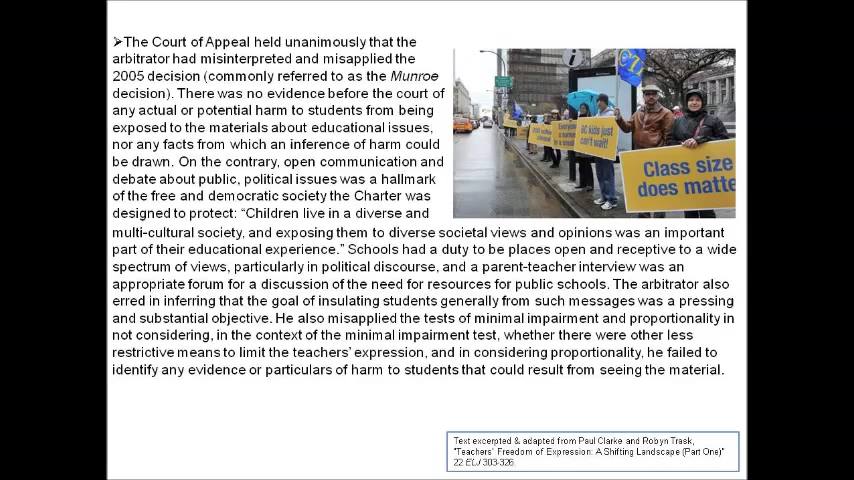 ➢The Court of Appeal held unanimously that the
arbitrator had misinterpreted and misapplied the
2005 decision (commonly referred to as the Munroe
decision). There was no evidence before the court of
any actual or potential harm to students from being
exposed to the materials about educational issues,
nor any facts from which an inference of harm could
be drawn. On the contrary, open communication and
debate about public, political issues was a hallmark
of the free and democratic society the Charter was
designed to protect: “Children live in a diverse and
multi-cultural society, and exposing them to diverse societal views and opinions was an important
part of their educational experience.” Schools had a duty to be places open and receptive to a wide
spectrum of views, particularly in political discourse, and a parent-teacher interview was an
appropriate forum for a discussion of the need for resources for public schools. The arbitrator also
erred in inferring that the goal of insulating students generally from such messages was a pressing
and substantial objective. He also misapplied the tests of minimal impairment and proportionality in
not considering, in the context of the minimal impairment test, whether there were other less
restrictive means to limit the teachers’ expression, and in considering proportionality, he failed to
identify any evidence or particulars of harm to students that could result from seeing the material.
BC kids just
can't wait!
Class size
does matte
Text excerpted & adapted from Paul Clarke and Robyn Trask,
“Teachers’ Freedom of Expression: A Shifting Landscape (Part One)”
22 ELJ 303-326.